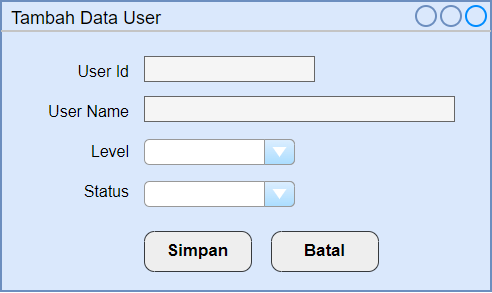 Tambah Data User
User Id
User Name
Level
Status
Simpan Batal